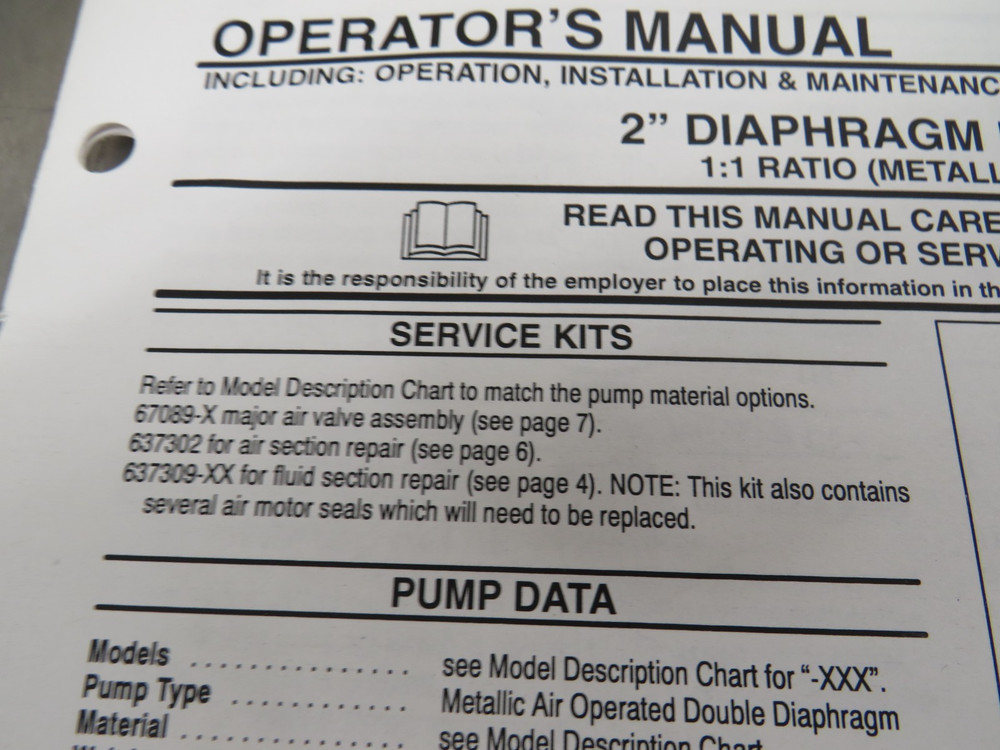 OPERATOR'S MANUAL
INCLUDING: OPERATION, INSTALLATION & MAINTENANC
2” DIAPHRAGM
1:1 RATIO (METALL
READ THIS MANUAL CARE
OPERATING OR SERV
It is the responsibility of the employer to place this information in th
SERVICE KITS
Refer to Model Description Chart to match the pump material options.
67089-X major air valve assembly (see page 7).
637302 for air section repair (see page 6).
637309-XX for fluid section repair (see page 4). NOTE: This kit also contains
several air motor seals which will need to be replaced.
PUMP DATA
Models .............. see Model Description Chart for “-XXX”.
Pump Type ............ Metallic Air Operated Double Diaphragm
Material .............. see Model Description Chart